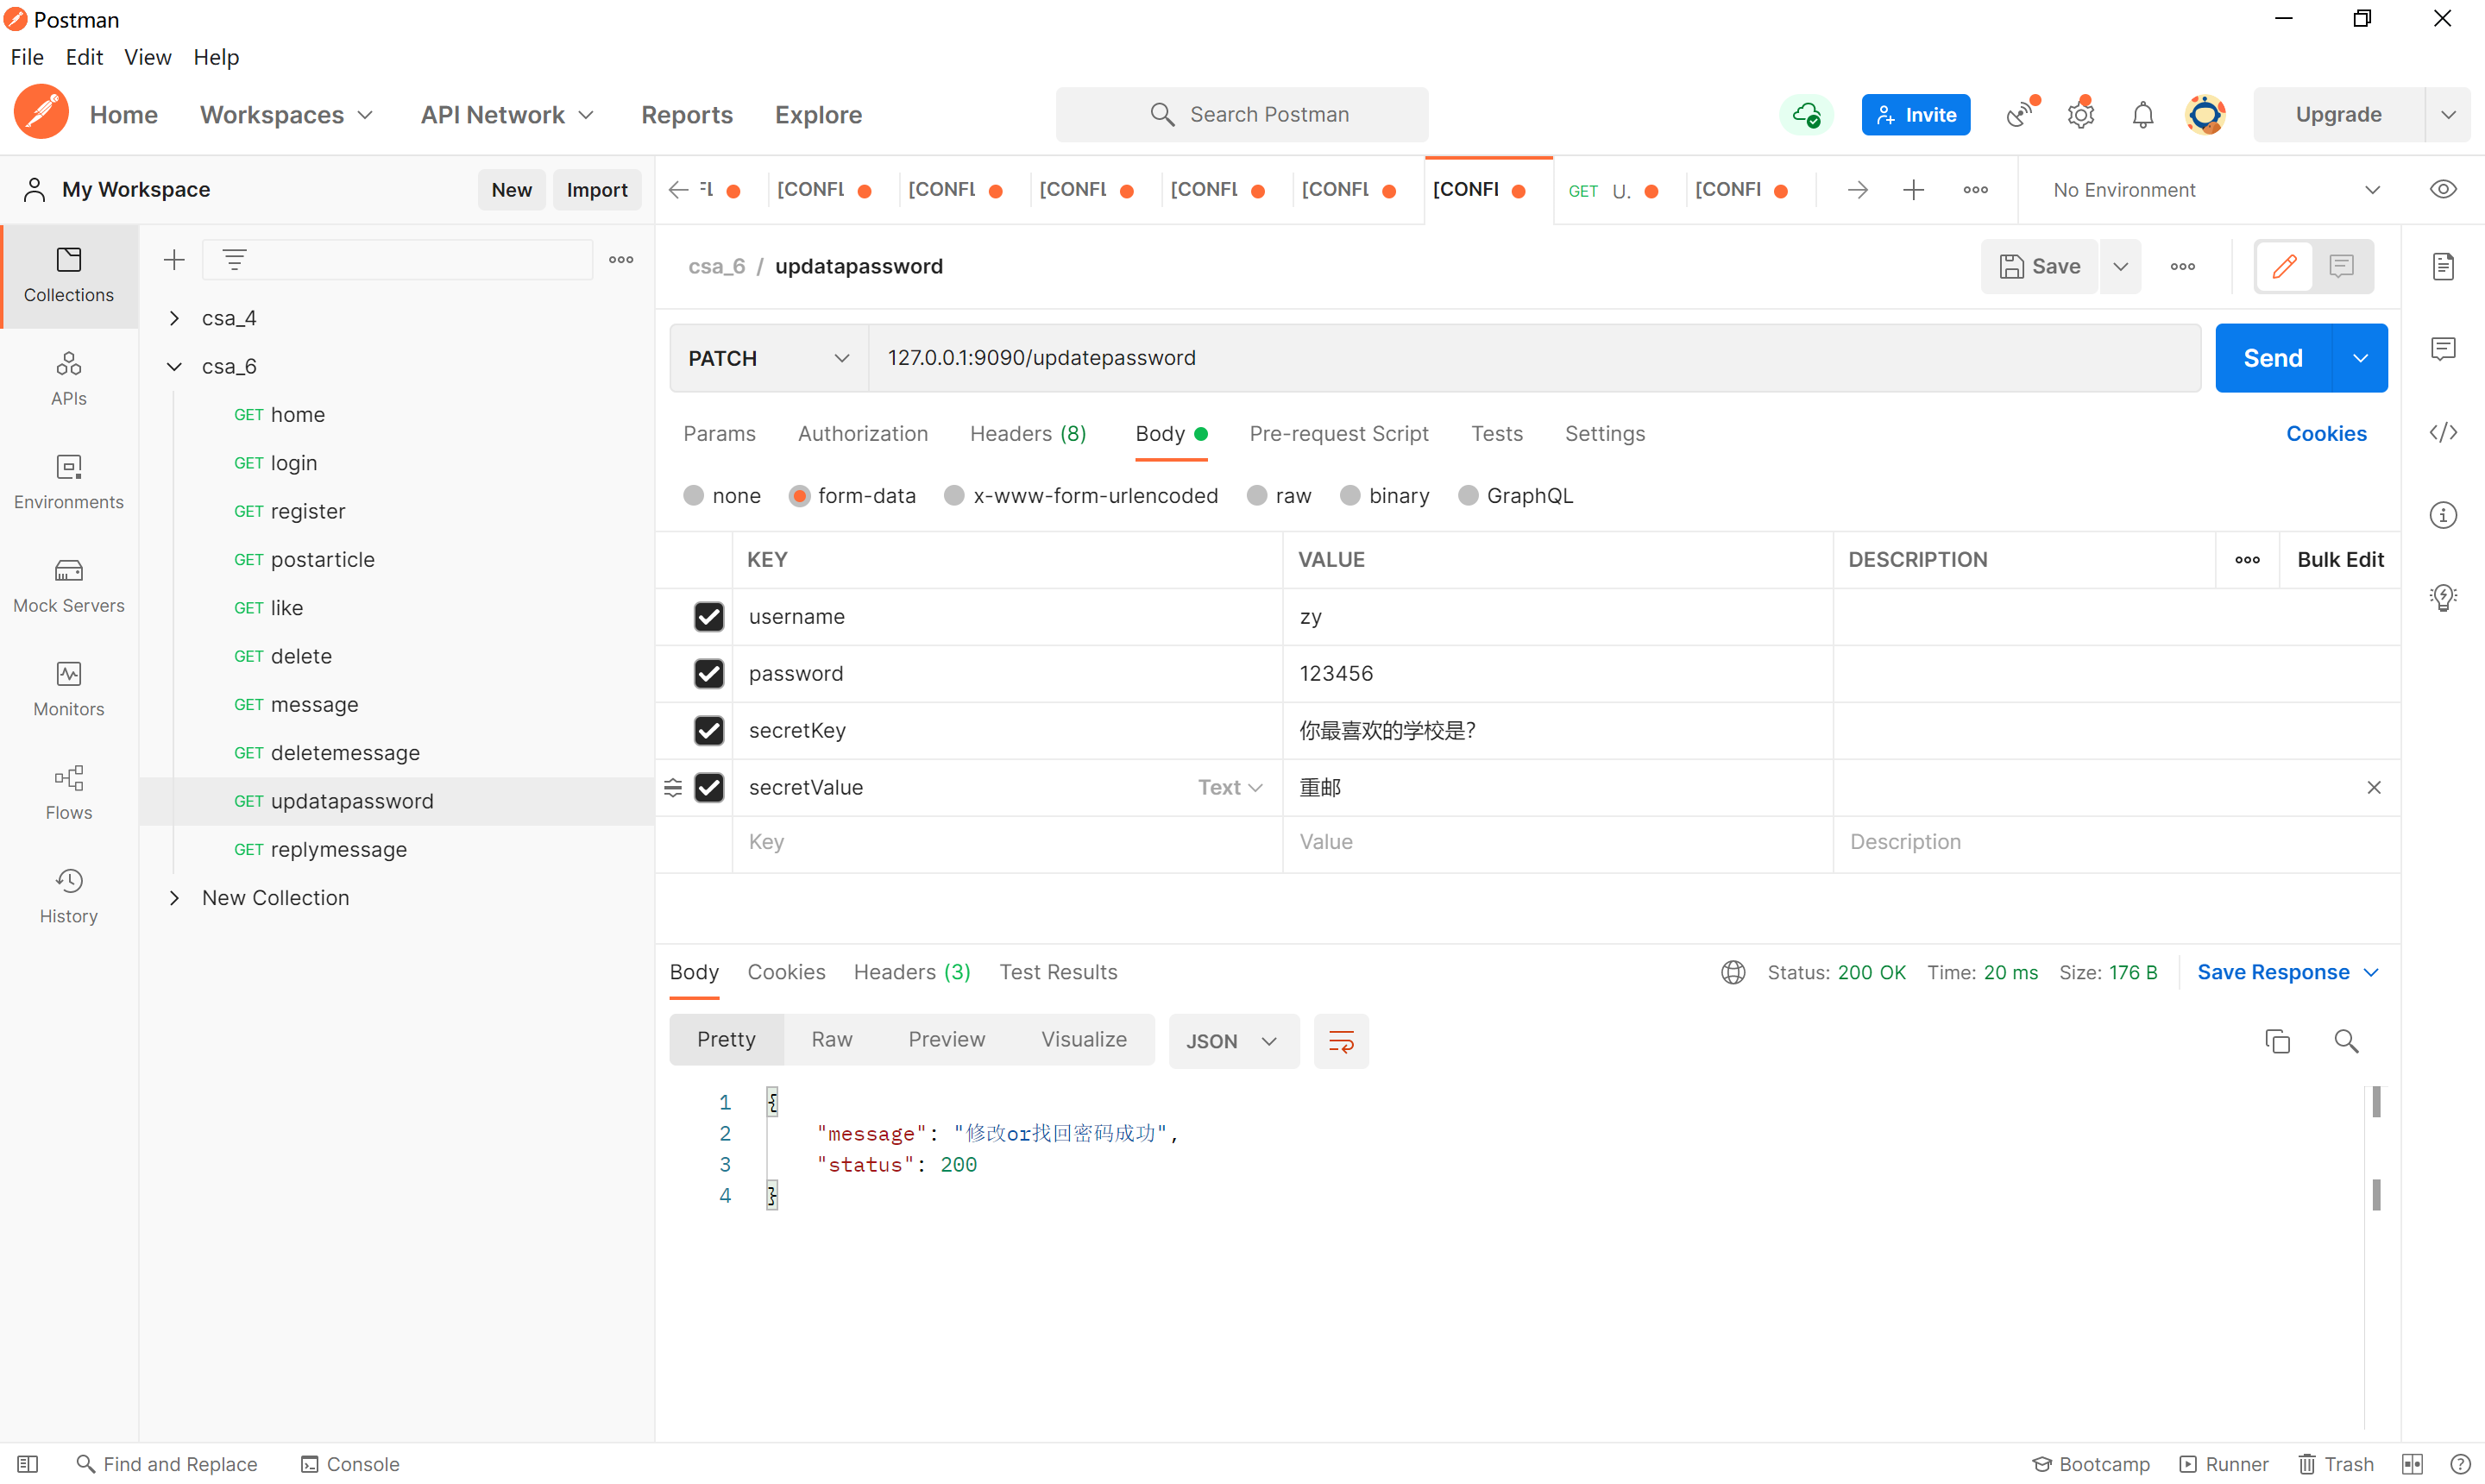 Postman
File Edit View Help
Home Workspaces API Network Reports Explore Search Postman Invite Upgrade
My Workspace New Import [CONFL [CONFL [CONFL [CONFL [CONFL [CONFI GET U. [CONFI No Environment
Collections
APIs
Environments
Mock Servers
Monitors
Flows
History
csa_4
csa_6
GET home
GET login
GET register
GET postarticle
GET like
GET delete
GET message
GET deletemessage
GET updatapassword
GET replymessage
New Collection
csa_6 / updatapassword Save
PATCH 127.0.0.1:9090/updatepassword Send
Params Authorization Headers (8) Body Pre-request Script Tests Settings Cookies
none form-data x-www-form-urlencoded raw binary GraphQL
KEY VALUE DESCRIPTION Bulk Edit
username zy
password 123456
secretKey 你最喜欢的学校是?
secretValue Text 重邮
Key Value Description
Body Cookies Headers (3) Test Results Status: 200 OK Time: 20 ms Size: 176 B Save Response
Pretty Raw Preview Visualize JSON
1 {
2 "message": "修改or找回密码成功",
3 "status": 200
4 }
Find and Replace Console Bootcamp Runner Trash